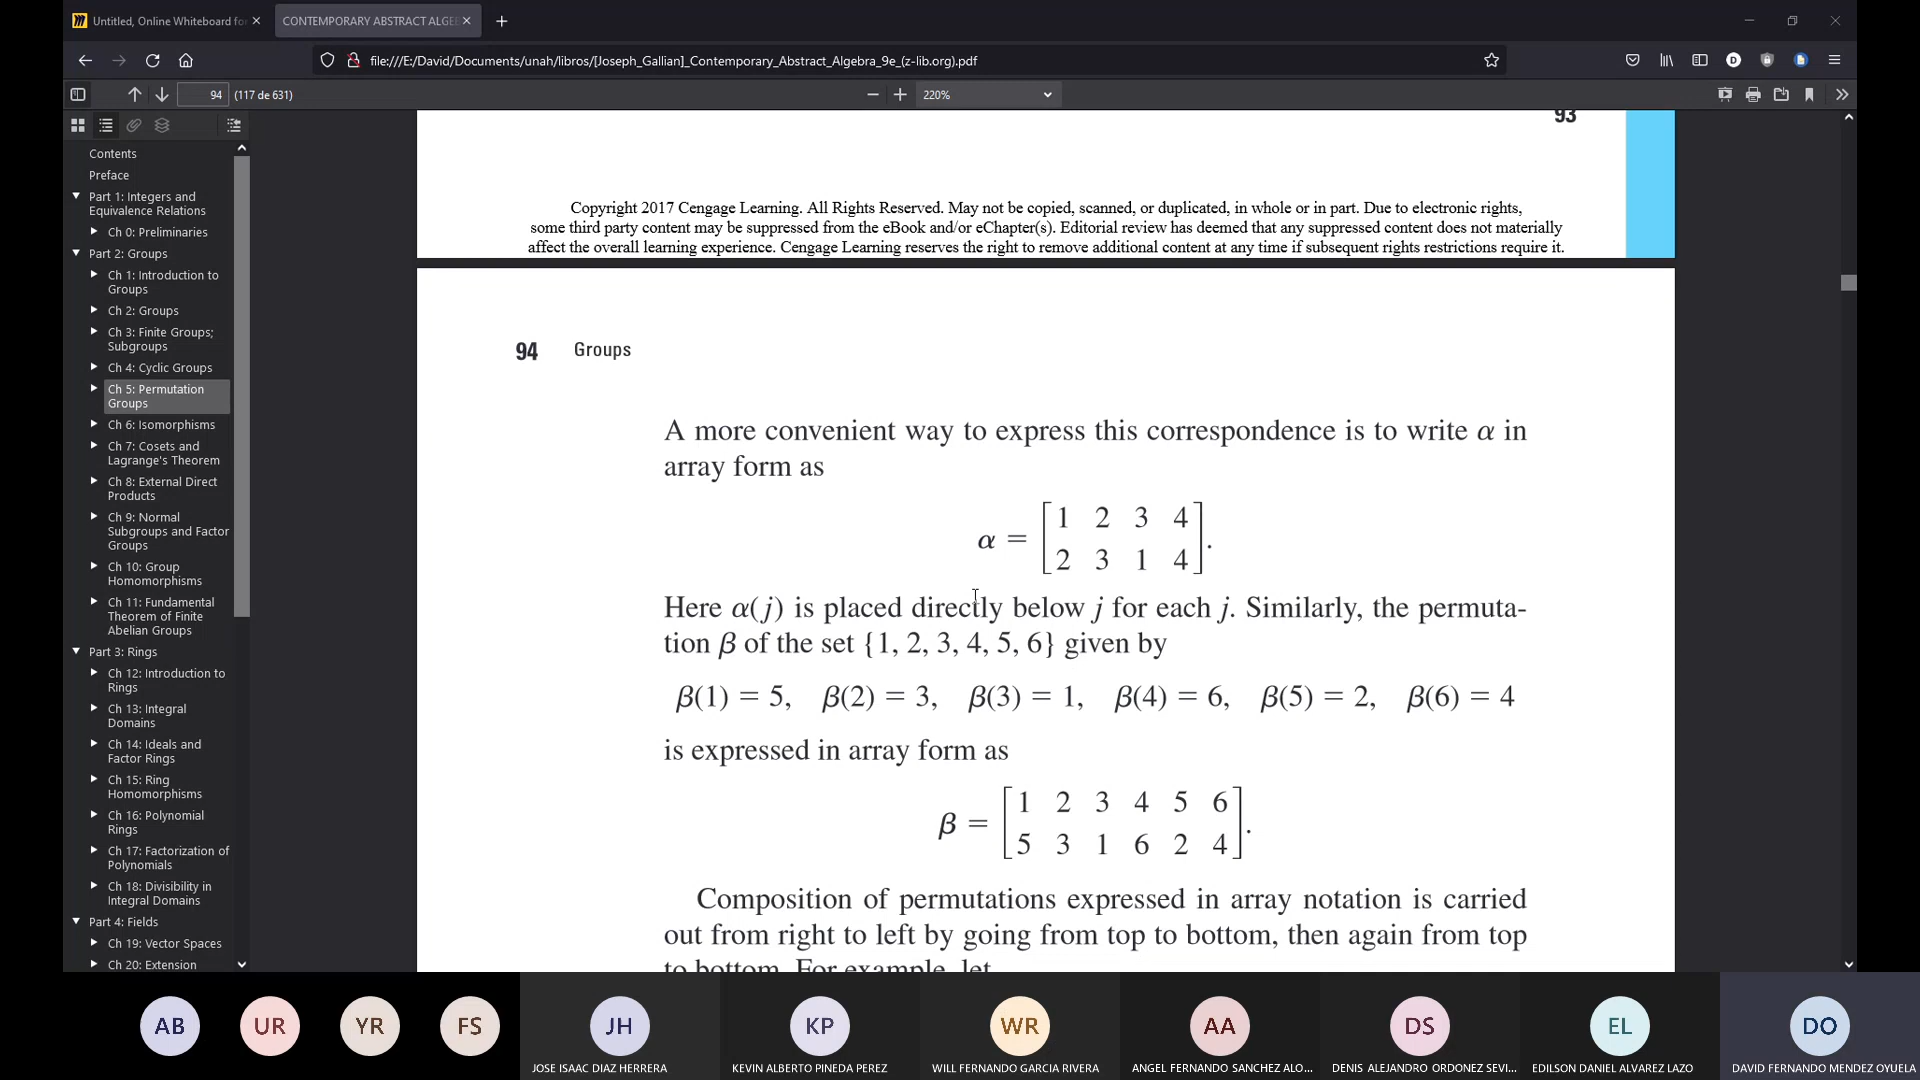 Untitled, Online Whiteboard for
CONTEMPORARY ABSTRACT ALGE
file:///E:/David/Documents/unah/libros/[Joseph_Gallian]_Contemporary_Abstract_Algebra_9e_(z-lib.org).pdf
94 (117 de 631)
220%
Contents
Preface
Part 1: Integers and
Equivalence Relations
Ch 0: Preliminaries
Part 2: Groups
Ch 1: Introduction to
Groups
Ch 2: Groups
Ch 3: Finite Groups;
Subgroups
Ch 4: Cyclic Groups
Ch 5: Permutation
Groups
Ch 6: Isomorphisms
Ch 7: Cosets and
Lagrange's Theorem
Ch 8: External Direct
Products
Ch 9: Normal
Subgroups and Factor
Groups
Ch 10: Group
Homomorphisms
Ch 11: Fundamental
Theorem of Finite
Abelian Groups
Part 3: Rings
Ch 12: Introduction to
Rings
Ch 13: Integral
Domains
Ch 14: Ideals and
Factor Rings
Ch 15: Ring
Homomorphisms
Ch 16: Polynomial
Rings
Ch 17: Factorization of
Polynomials
Ch 18: Divisibility in
Integral Domains
Part 4: Fields
Ch 19: Vector Spaces
Ch 20: Extension
93
Copyright 2017 Cengage Learning. All Rights Reserved. May not be copied, scanned, or duplicated, in whole or in part. Due to electronic rights,
some third party content may be suppressed from the eBook and/or eChapter(s). Editorial review has deemed that any suppressed content does not materially
affect the overall learning experience. Cengage Learning reserves the right to remove additional content at any time if subsequent rights restrictions require it.
94 Groups
A more convenient way to express this correspondence is to write α in
array form as
α = [1 2 3 4
2 3 1 4].
Here α(j) is placed directly below j for each j. Similarly, the permuta-
tion β of the set {1, 2, 3, 4, 5, 6} given by
β(1) = 5, β(2) = 3, β(3) = 1, β(4) = 6, β(5) = 2, β(6) = 4
is expressed in array form as
β = [1 2 3 4 5 6
5 3 1 6 2 4].
Composition of permutations expressed in array notation is carried
out from right to left by going from top to bottom, then again from top
to bottom. For example, let
AB
UR
YR
FS
JH
KP
WR
AA
DS
EL
DO
JOSE ISAAC DIAZ HERRERA
KEVIN ALBERTO PINEDA PEREZ
WILL FERNANDO GARCIA RIVERA
ANGEL FERNANDO SANCHEZ ALO...
DENIS ALEJANDRO ORDONEZ SEVI...
EDILSON DANIEL ALVAREZ LAZO
DAVID FERNANDO MENDEZ OYUELA